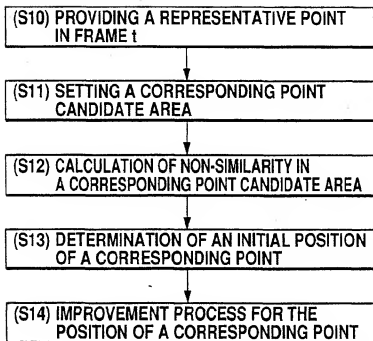 (S10) PROVIDING A REPRESENTATIVE POINT
IN FRAME t
(S11) SETTING A CORRESPONDING POINT
CANDIDATE AREA
(S12) CALCULATION OF NON-SIMILARITY IN
A CORRESPONDING POINT CANDIDATE AREA
(S13) DETERMINATION OF AN INITIAL POSITION
OF A CORRESPONDING POINT
(S14) IMPROVEMENT PROCESS FOR THE
POSITION OF A CORRESPONDING POINT